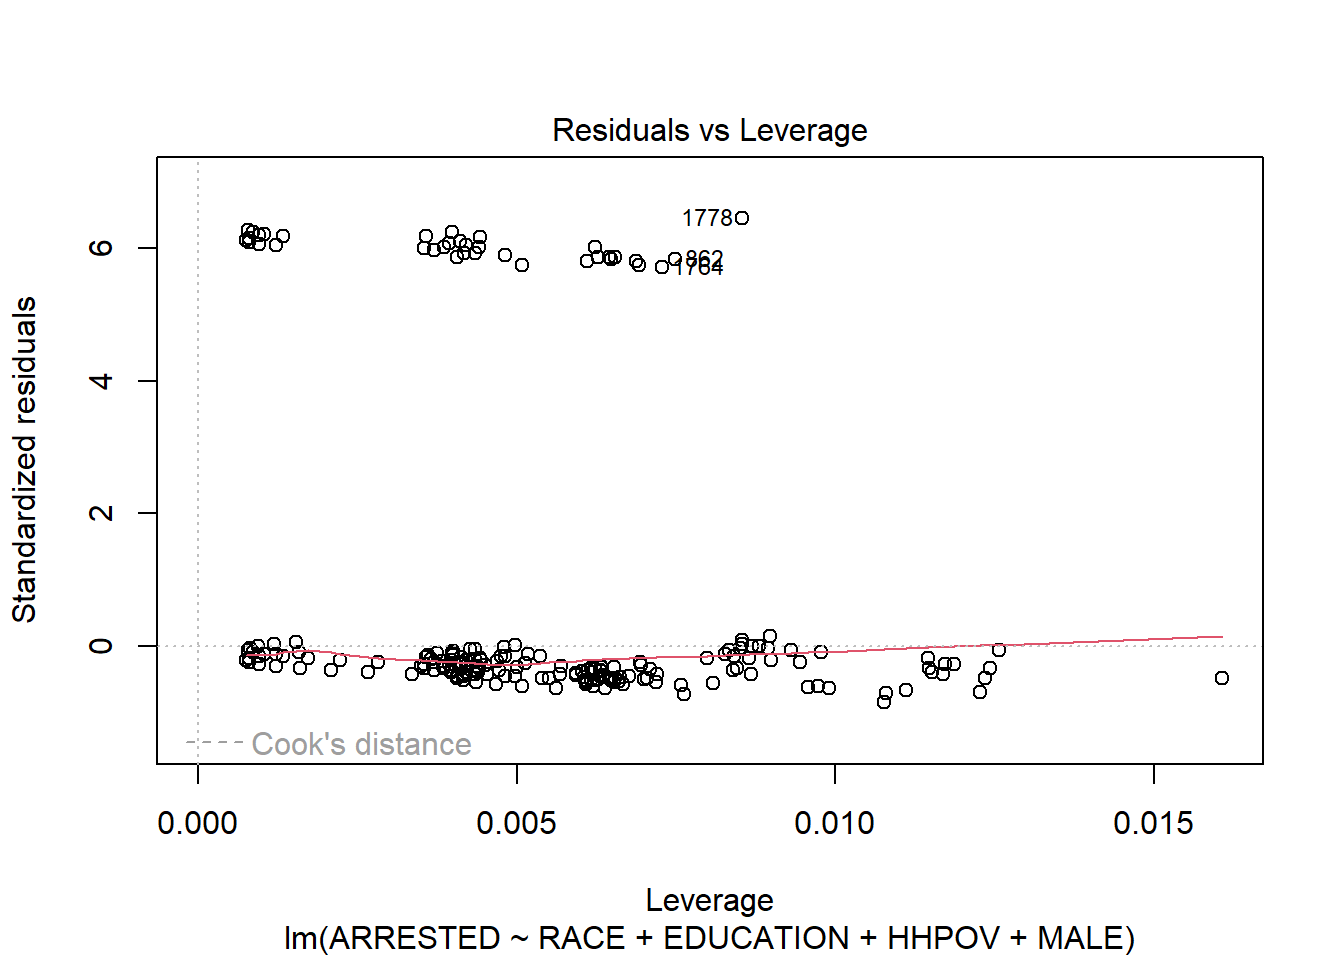 Residuals vs Leverage
Standardized residuals
6
4
2
0
1778
862
1764
Cook's distance
0.000 0.005 0.010 0.015
Leverage
lm(ARRESTED ~ RACE + EDUCATION + HHPOV + MALE)